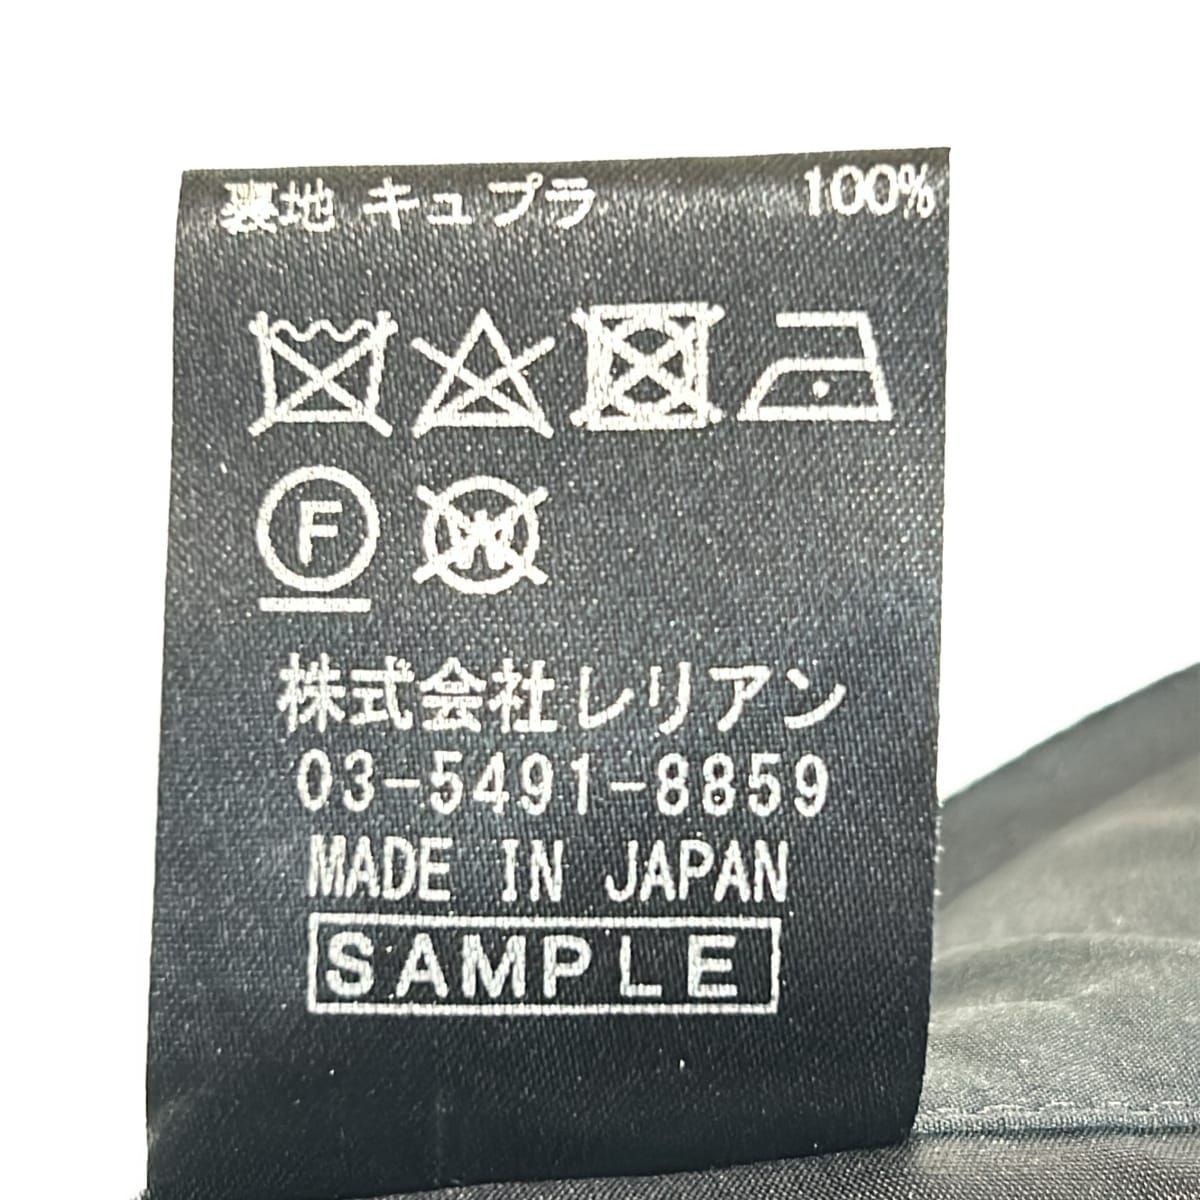 裏地 キュプラ 100%
F W
株式会社レリアン
03-5491-8859
MADE IN JAPAN
SAMPLE